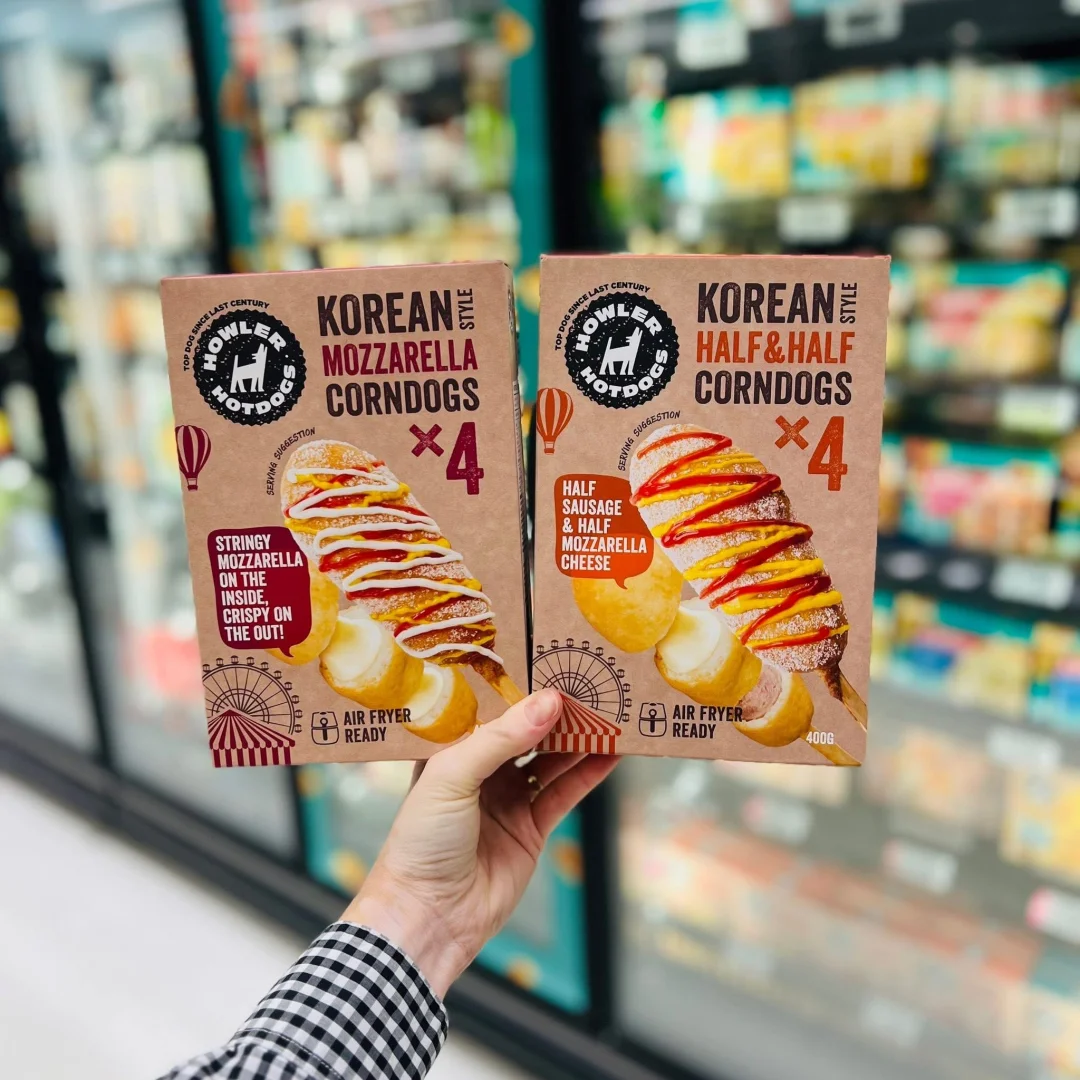 TOP DOG SINCE LAST CENTURY
HOWLER
HOTDOGS
KOREAN STYLE
MOZZARELLA
CORNDOGS
×4
SERVING SUGGESTION
STRINGY
MOZZARELLA
ON THE
INSIDE,
CRISPY ON
THE OUT!
AIR FRYER
READY
TOP DOG SINCE LAST CENTURY
HOWLER
HOTDOGS
KOREAN STYLE
HALF&HALF
CORNDOGS
×4
SERVING SUGGESTION
HALF
SAUSAGE
& HALF
MOZZARELLA
CHEESE
AIR FRYER
READY
400G